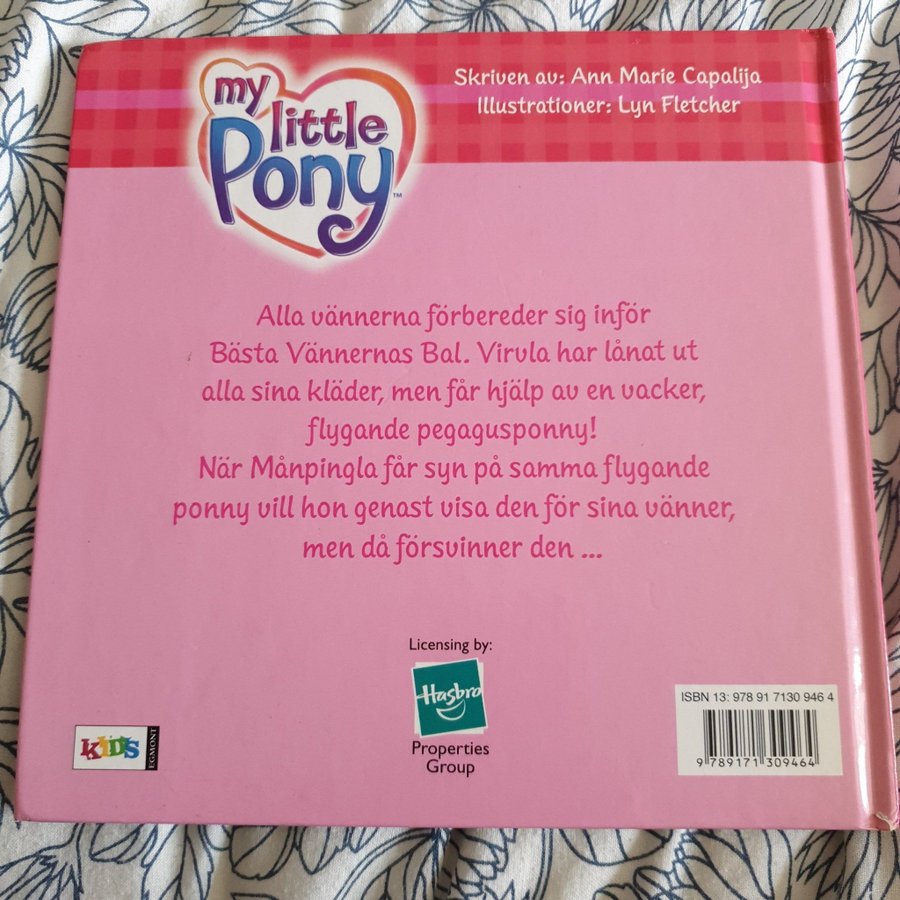 my
little
Pony™
Skriven av: Ann Marie Capalija
Illustrationer: Lyn Fletcher
Alla vännerna förbereder sig inför
Bästa Vännernas Bal. Virvla har lånat ut
alla sina kläder, men får hjälp av en vacker,
flygande pegagusponny!
När Månpingla får syn på samma flygande
ponny vill hon genast visa den för sina vänner,
men då försvinner den ...
Licensing by:
Hasbro
Properties
Group
KIDS
EGMONT
ISBN 13: 978 91 7130 946 4
9 789171 309464